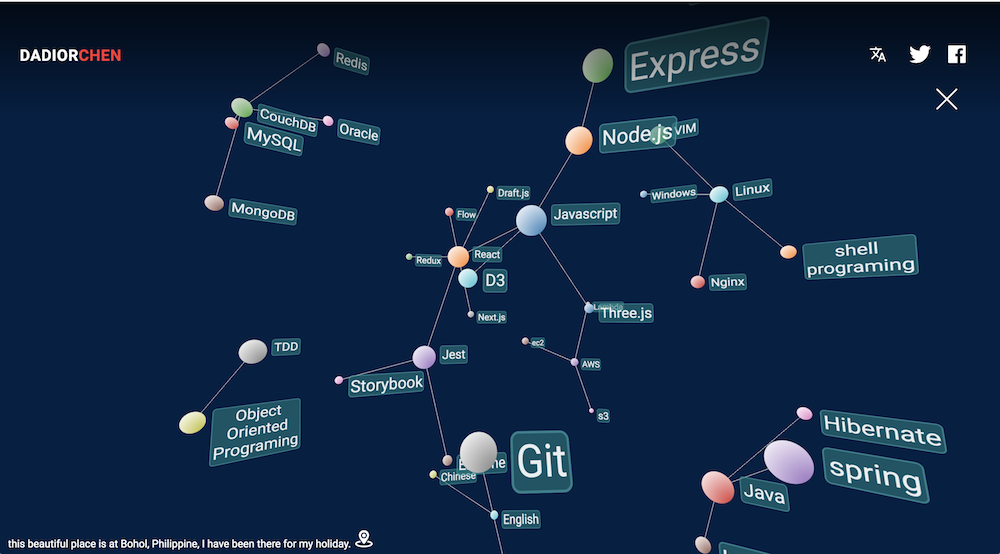 DADIORCHEN
Express
Redis
CouchDB
Oracle
MySQL
Node.js
VIM
MongoDB
Windows
Linux
Draft.js
Flow
Javascript
React
Redux
D3
shell
programing
Nginx
Three.js
Next.js
ec2
AWS
TDD
Jest
Storybook
s3
Object
Oriented
Programing
Git
Chinese
English
Hibernate
spring
Java
this beautiful place is at Bohol, Philippine, I have been there for my holiday.